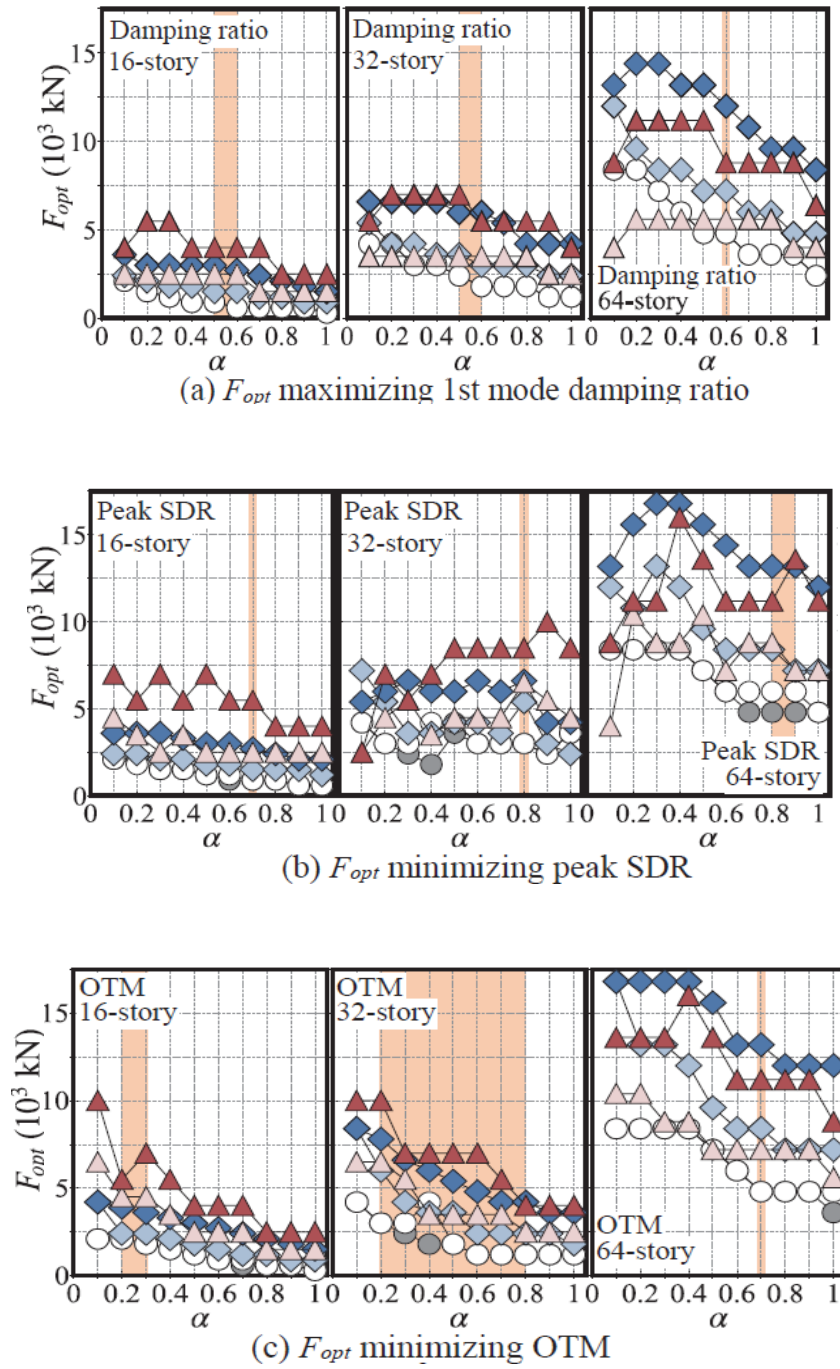 Damping ratio
16-story
Damping ratio
32-story
Damping ratio
64-story
F_opt (10³ kN)
15
10
5
0
0 0.2 0.4 0.6 0.8 1 0 0.2 0.4 0.6 0.8 1 0 0.2 0.4 0.6 0.8 1
α α α
(a) F_opt maximizing 1st mode damping ratio
Peak SDR
16-story
Peak SDR
32-story
Peak SDR
64-story
F_opt (10³ kN)
15
10
5
0
0 0.2 0.4 0.6 0.8 1 0 0.2 0.4 0.6 0.8 1 0 0.2 0.4 0.6 0.8 1
α α α
(b) F_opt minimizing peak SDR
OTM
16-story
OTM
32-story
OTM
64-story
F_opt (10³ kN)
15
10
5
0
0 0.2 0.4 0.6 0.8 1 0 0.2 0.4 0.6 0.8 1 0 0.2 0.4 0.6 0.8 1
α α α
(c) F_opt minimizing OTM